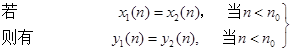 若 x₁(n) = x₂(n), 当n < n₀
则有 y₁(n) = y₂(n), 当n < n₀